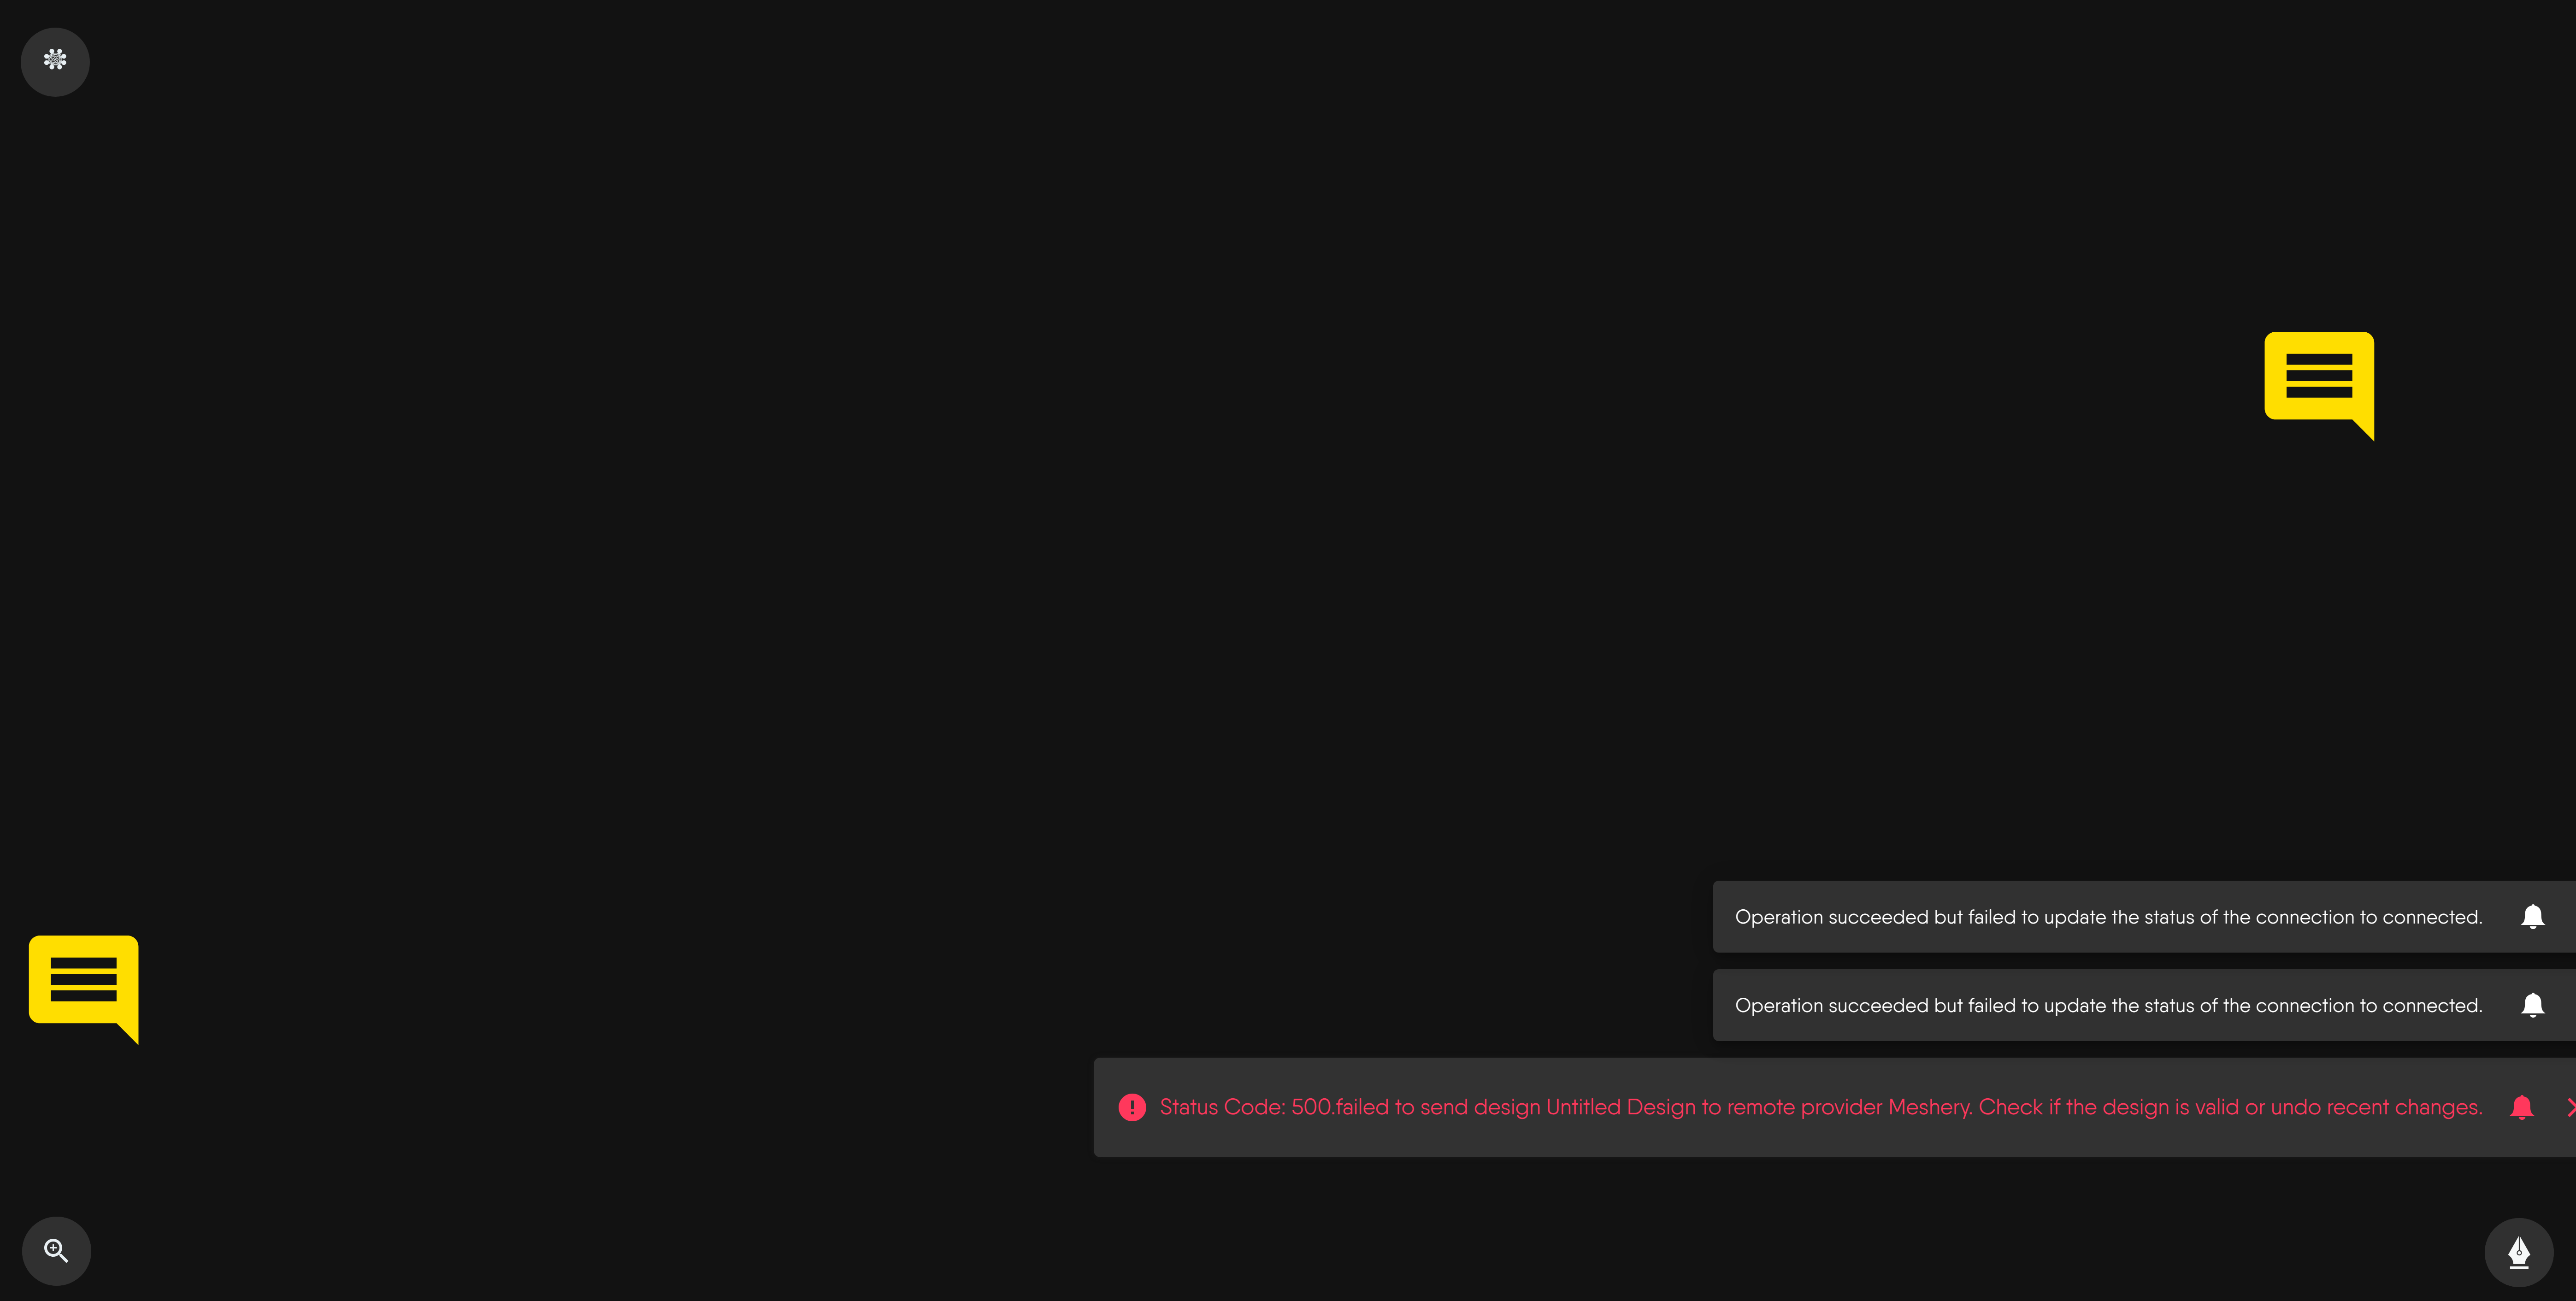 Operation succeeded but failed to update the status of the connection to connected.
Operation succeeded but failed to update the status of the connection to connected.
Status Code: 500.failed to send design Untitled Design to remote provider Meshery. Check if the design is valid or undo recent changes.